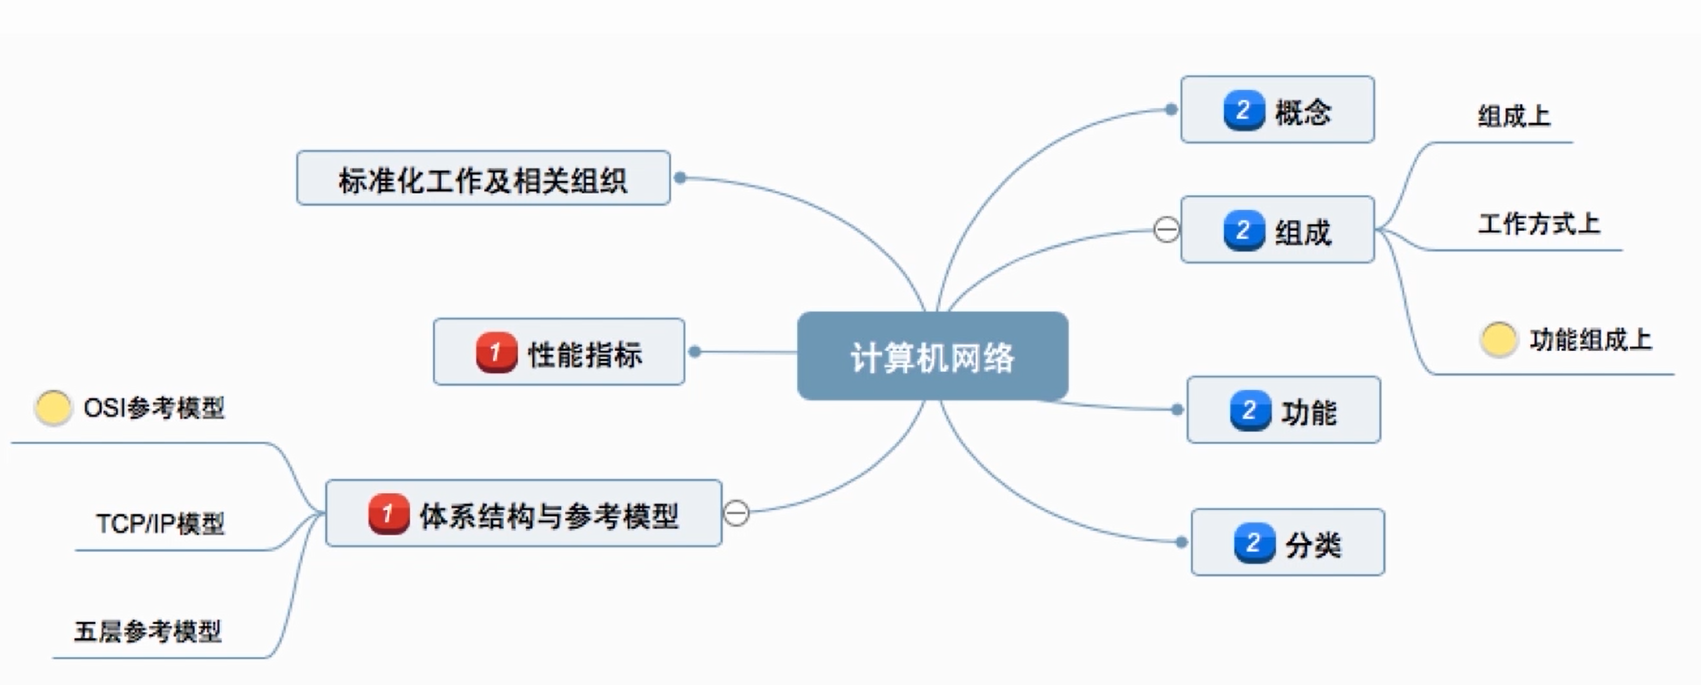 计算机网络
2 概念
2 组成
组成上
工作方式上
功能组成上
2 功能
2 分类
标准化工作及相关组织
1 性能指标
1 体系结构与参考模型
OSI参考模型
TCP/IP模型
五层参考模型